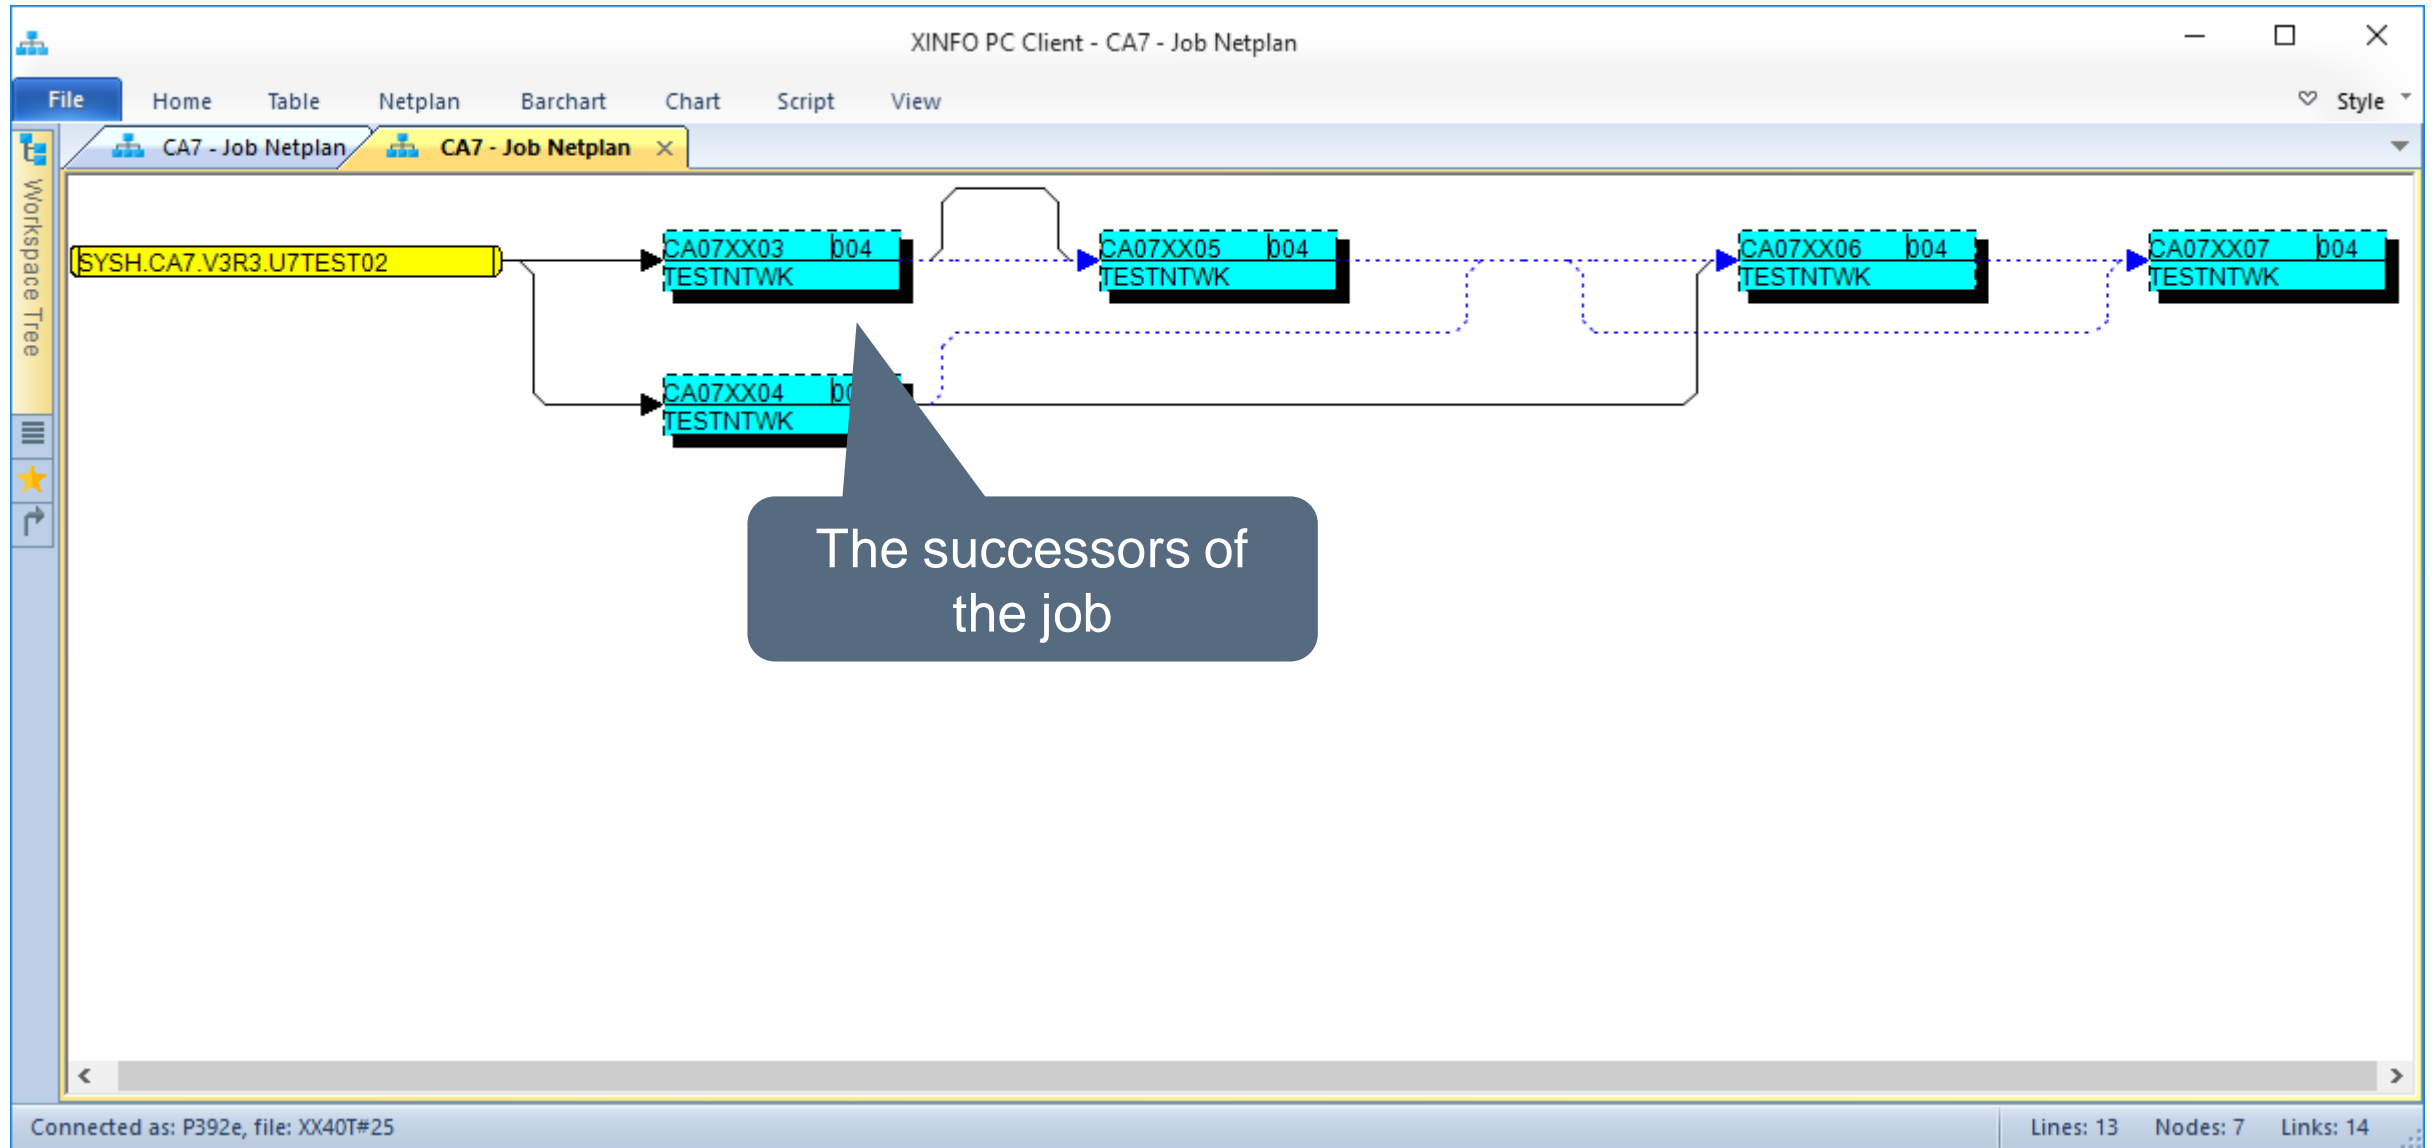 XINFO PC Client - CA7 - Job Netplan
File Home Table Netplan Barchart Chart Script View Style
CA7 - Job Netplan CA7 - Job Netplan
Workspace Tree
SYSH.CA7.V3R3.U7TEST02
CA07XX03 004
TESTNTWK
CA07XX05 004
TESTNTWK
CA07XX06 004
TESTNTWK
CA07XX07 004
TESTNTWK
CA07XX04
TESTNTWK
The successors of
the job
Connected as: P392e, file: XX40T#25 Lines: 13 Nodes: 7 Links: 14